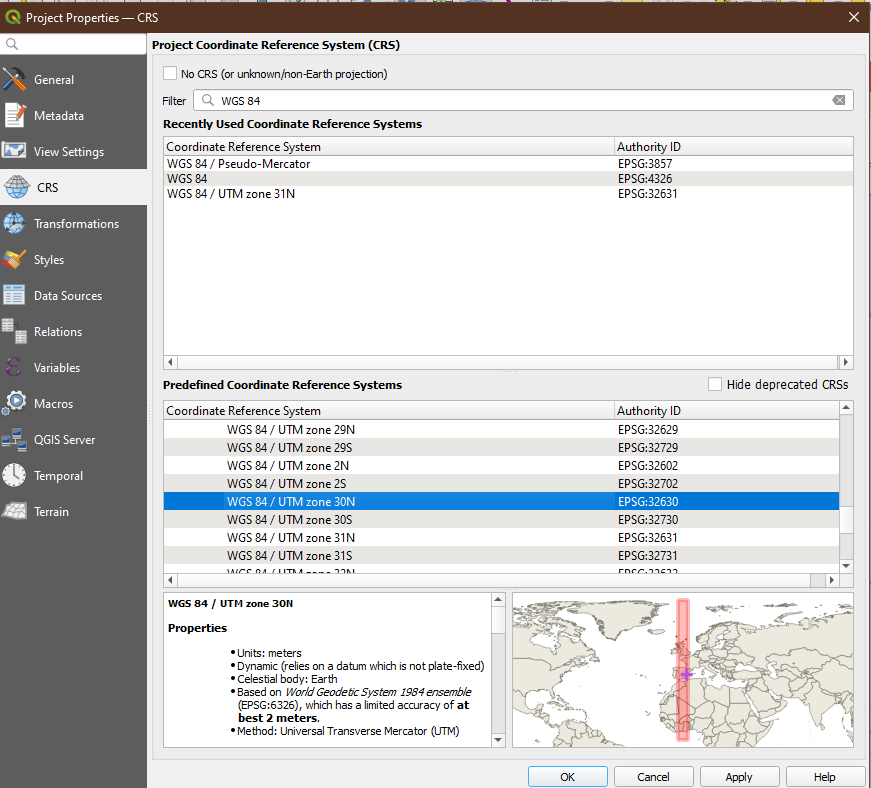 Project Properties — CRS
Project Coordinate Reference System (CRS)
General
Metadata
View Settings
CRS
Transformations
Styles
Data Sources
Relations
Variables
Macros
QGIS Server
Temporal
Terrain
No CRS (or unknown/non-Earth projection)
Filter WGS 84
Recently Used Coordinate Reference Systems
Coordinate Reference System Authority ID
WGS 84 / Pseudo-Mercator EPSG:3857
WGS 84 EPSG:4326
WGS 84 / UTM zone 31N EPSG:32631
Predefined Coordinate Reference Systems Hide deprecated CRSs
Coordinate Reference System Authority ID
WGS 84 / UTM zone 29N EPSG:32629
WGS 84 / UTM zone 29S EPSG:32729
WGS 84 / UTM zone 2N EPSG:32602
WGS 84 / UTM zone 2S EPSG:32702
WGS 84 / UTM zone 30N EPSG:32630
WGS 84 / UTM zone 30S EPSG:32730
WGS 84 / UTM zone 31N EPSG:32631
WGS 84 / UTM zone 31S EPSG:32731
WGS 84 / UTM zone 32N EPSG:32632
WGS 84 / UTM zone 30N
Properties
• Units: meters
• Dynamic (relies on a datum which is not plate-fixed)
• Celestial body: Earth
• Based on World Geodetic System 1984 ensemble
(EPSG:6326), which has a limited accuracy of at
best 2 meters.
• Method: Universal Transverse Mercator (UTM)
OK Cancel Apply Help